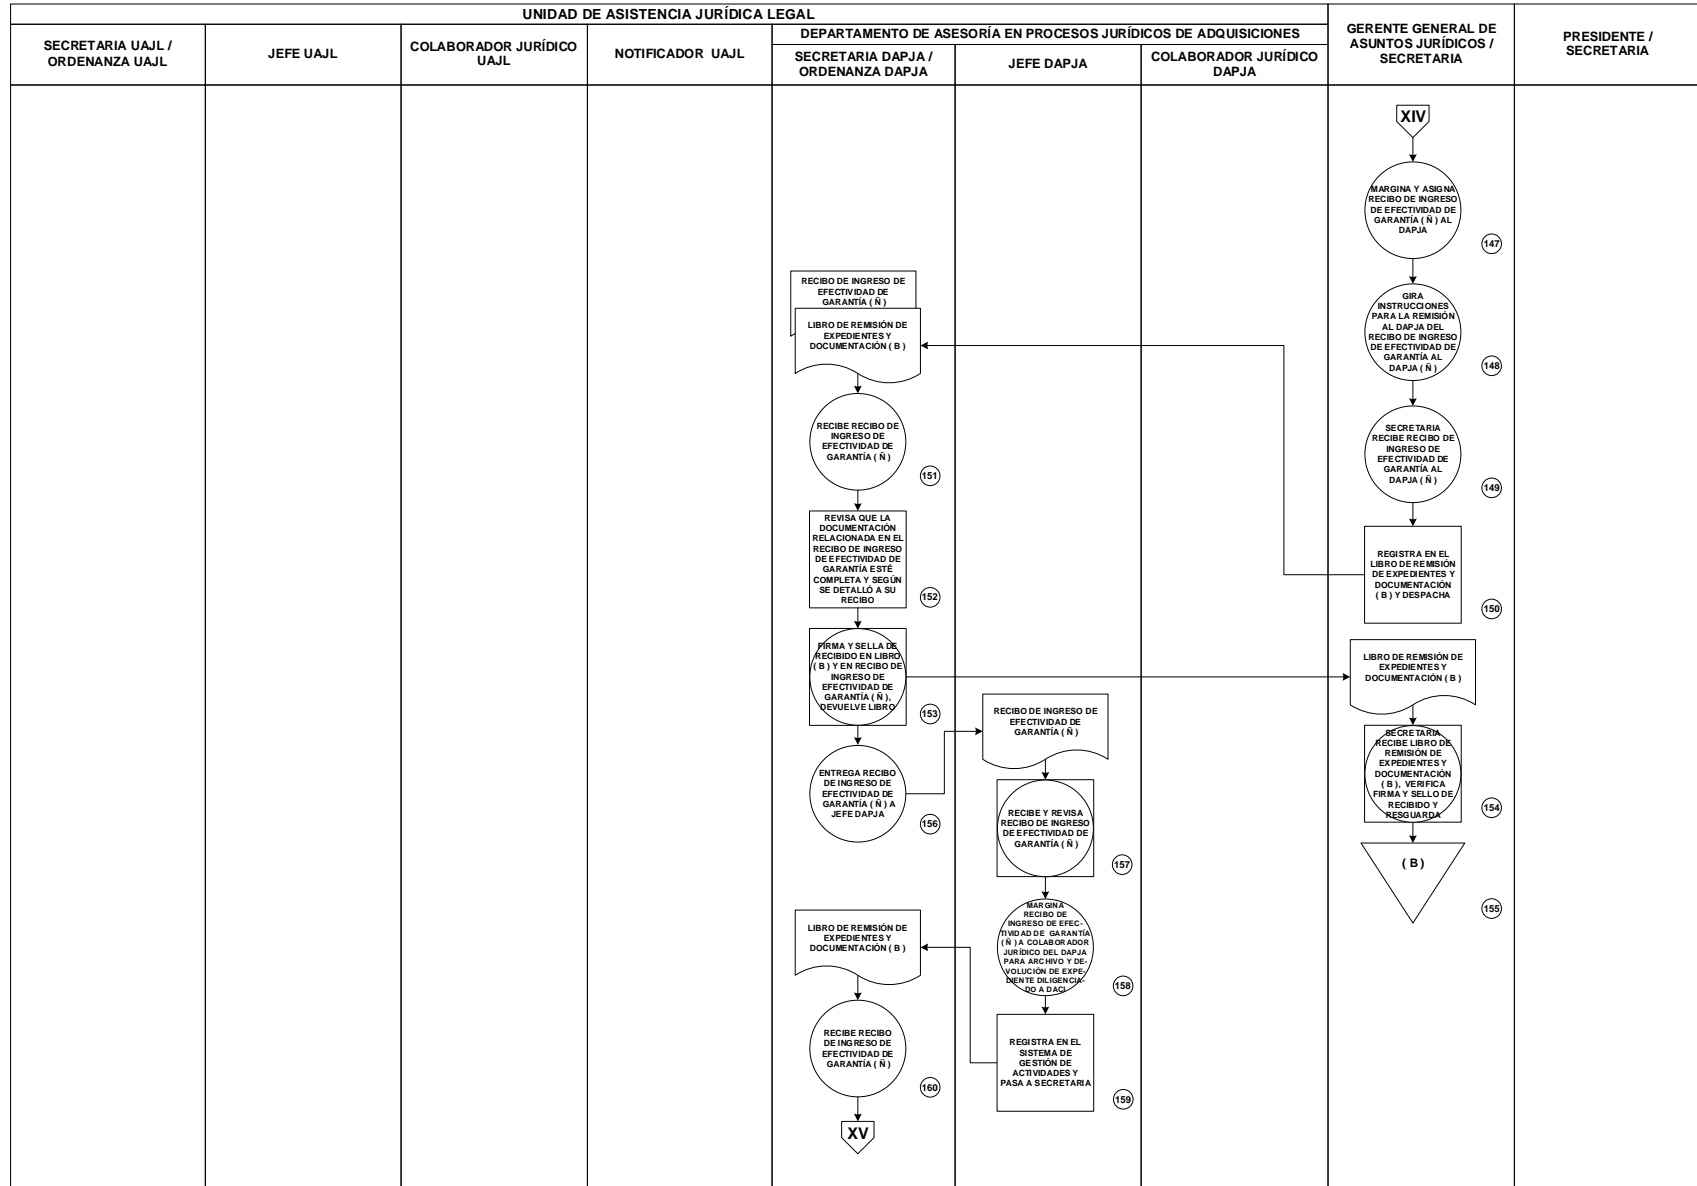 UNIDAD DE ASISTENCIA JURÍDICA LEGAL
SECRETARIA UAJL /
ORDENANZA UAJL
JEFE UAJL
COLABORADOR JURÍDICO
UAJL
NOTIFICADOR UAJL
DEPARTAMENTO DE ASESORÍA EN PROCESOS JURÍDICOS DE ADQUISICIONES
SECRETARIA DAPJA /
ORDENANZA DAPJA
JEFE DAPJA
COLABORADOR JURÍDICO
DAPJA
GERENTE GENERAL DE
ASUNTOS JURÍDICOS /
SECRETARIA
PRESIDENTE /
SECRETARIA
XIV
MARGINA Y ASIGNA
RECIBO DE INGRESO
DE EFECTIVIDAD DE
GARANTÍA ( Ñ ) AL
DAPJA
147
GIRA
INSTRUCCIONES
PARA LA REMISIÓN
AL DAPJA DEL
RECIBO DE INGRESO
DE EFECTIVIDAD DE
GARANTÍA AL
DAPJA ( Ñ )
148
SECRETARIA
RECIBE RECIBO DE
INGRESO DE
EFECTIVIDAD DE
GARANTÍA AL
DAPJA ( Ñ )
149
REGISTRA EN EL
LIBRO DE REMISIÓN
DE EXPEDIENTES Y
DOCUMENTACIÓN
( B ) Y DESPACHA
150
RECIBO DE INGRESO DE
EFECTIVIDAD DE
GARANTÍA ( Ñ )
LIBRO DE REMISIÓN DE
EXPEDIENTES Y
DOCUMENTACIÓN ( B )
RECIBE RECIBO DE
INGRESO DE
EFECTIVIDAD DE
GARANTÍA ( Ñ )
151
REVISA QUE LA
DOCUMENTACIÓN
RELACIONADA EN EL
RECIBO DE INGRESO
DE EFECTIVIDAD DE
GARANTÍA ESTÉ
COMPLETA Y SEGÚN
SE DETALLÓ A SU
RECIBO
152
FIRMA Y SELLA DE
RECIBIDO EN LIBRO
( B ) Y EN RECIBO DE
INGRESO DE
EFECTIVIDAD DE
GARANTÍA ( Ñ ),
DEVUELVE LIBRO
153
LIBRO DE REMISIÓN DE
EXPEDIENTES Y
DOCUMENTACIÓN ( B )
SECRETARIA
RECIBE LIBRO DE
REMISIÓN DE
EXPEDIENTES Y
DOCUMENTACIÓN
( B ), VERIFICA
FIRMA Y SELLO DE
RECIBIDO Y
RESGUARDA
154
( B )
155
ENTREGA RECIBO
DE INGRESO DE
EFECTIVIDAD DE
GARANTÍA ( Ñ ) A
JEFE DAPJA
156
RECIBO DE INGRESO DE
EFECTIVIDAD DE
GARANTÍA ( Ñ )
RECIBE Y REVISA
RECIBO DE INGRESO
DE EFECTIVIDAD DE
GARANTÍA ( Ñ )
157
MARGINA
RECIBO DE
INGRESO DE EFEC-
TIVIDAD DE GARANTÍA
( Ñ ) A COLABORADOR
JURÍDICO DEL DAPJA
PARA ARCHIVO Y DE-
VOLUCIÓN DE EXPE-
DIENTE DILIGENCIA-
DO A DACI
158
REGISTRA EN EL
SISTEMA DE
GESTIÓN DE
ACTIVIDADES Y
PASA A SECRETARIA
159
LIBRO DE REMISIÓN DE
EXPEDIENTES Y
DOCUMENTACIÓN ( B )
RECIBE RECIBO
DE INGRESO DE
EFECTIVIDAD DE
GARANTÍA ( Ñ )
160
XV